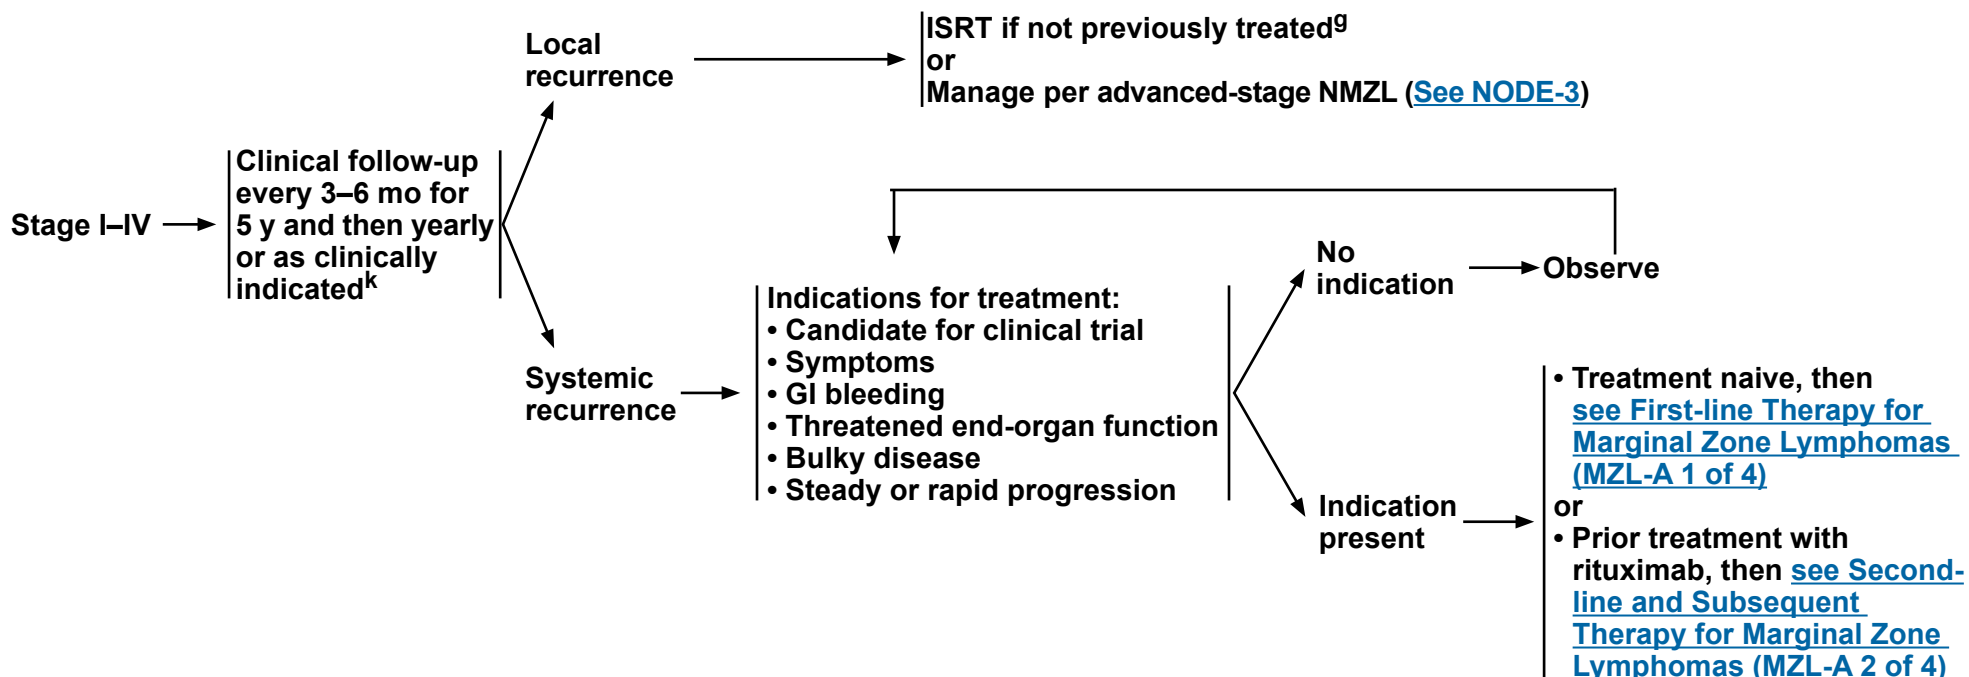 Stage I–IV
Clinical follow-up
every 3–6 mo for
5 y and then yearly
or as clinically
indicatedk
Local
recurrence
ISRT if not previously treatedg
or
Manage per advanced-stage NMZL (See NODE-3)
Systemic
recurrence
Indications for treatment:
• Candidate for clinical trial
• Symptoms
• GI bleeding
• Threatened end-organ function
• Bulky disease
• Steady or rapid progression
No
indication
Observe
Indication
present
• Treatment naive, then
see First-line Therapy for
Marginal Zone Lymphomas
(MZL-A 1 of 4)
or
• Prior treatment with
rituximab, then see Second-
line and Subsequent
Therapy for Marginal Zone
Lymphomas (MZL-A 2 of 4)